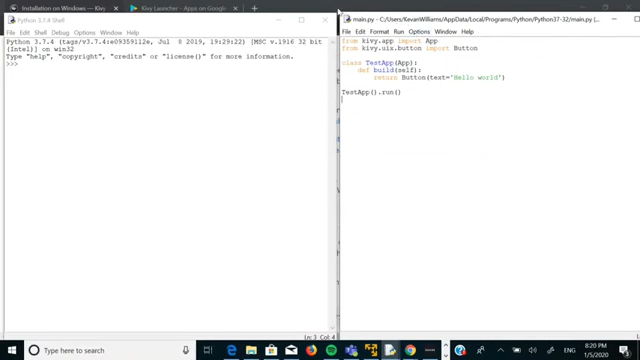 Installation on Windows — Kivy
Kivy Launcher - Apps on Google
Python 3.7.4 Shell
File Edit Shell Debug Options Window Help
Python 3.7.4 (tags/v3.7.4:e09359112e, Jul 8 2019, 19:29:22) [MSC v.1916 32 bit
(Intel)] on win32
Type "help", "copyright", "credits" or "license()" for more information.
>>>
Ln: 3 Col: 4
main.py - C:/Users/KevanWilliams/AppData/Local/Programs/Python/Python37-32/main.py (
File Edit Format Run Options Window Help
from kivy.app import App
from kivy.uix.button import Button
class TestApp(App):
def build(self):
return Button(text='Hello world')
TestApp().run()
Type here to search
ENG
8:20 PM
1/5/2020